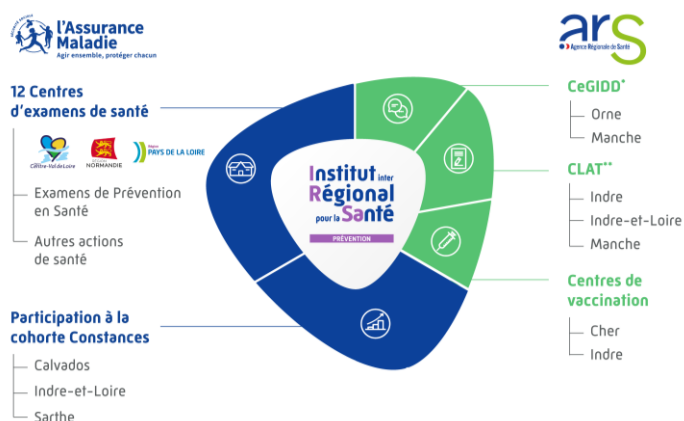 l'Assurance
Maladie
Agir ensemble, protéger chacun
12 Centres
d'examens de santé
Centre-Val de Loire
NORMANDIE
PAYS DE LA LOIRE
Examens de Prévention
en Santé
Autres actions
de santé
Participation à la
cohorte Constances
Calvados
Indre-et-Loire
Sarthe
Institut inter
Régional
pour la Santé
PRÉVENTION
ars
Agence Régionale de Santé
CeGIDD*
Orne
Manche
CLAT**
Indre
Indre-et-Loire
Manche
Centres de
vaccination
Cher
Indre